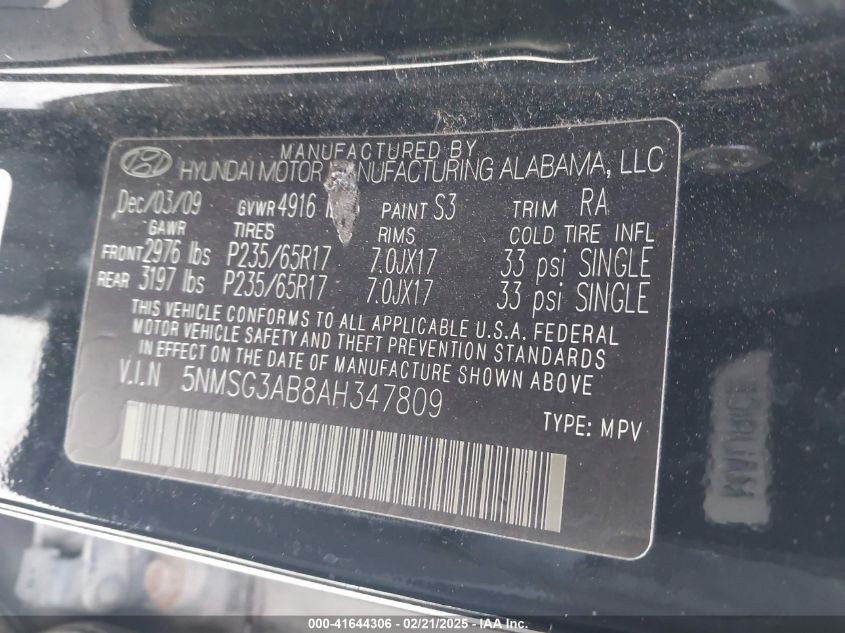 MANUFACTURED BY
HYUNDAI MOTOR MANUFACTURING ALABAMA, LLC
Dec/03/09 GVWR 4916 PAINT S3 TRIM RA
GAWR TIRES RIMS COLD TIRE INFL
FRONT 2976 lbs P235/65R17 7.0JX17 33 psi SINGLE
REAR 3197 lbs P235/65R17 7.0JX17 33 psi SINGLE
THIS VEHICLE CONFORMS TO ALL APPLICABLE U.S.A. FEDERAL
MOTOR VEHICLE SAFETY AND THEFT PREVENTION STANDARDS
IN EFFECT ON THE DATE OF MANUFACTURE SHOWN ABOVE
V.I.N 5NMSG3AB8AH347809
TYPE: MPV
000-41644306 - 02/21/2025 - IAAI.com